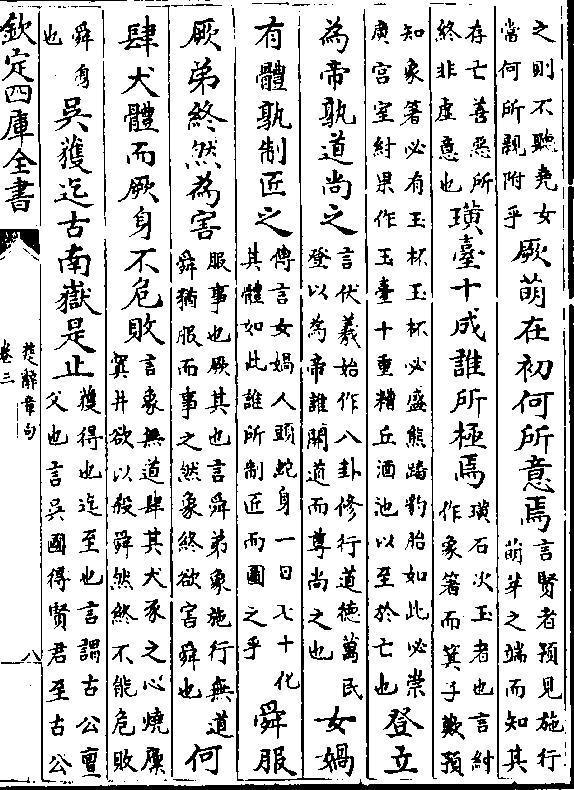 之則不聽堯女
當何所親附乎
厥萌在初何所意焉
言賢者預見施行
萌芽之端而知其
存亡善惡所
終非虛意也
璜臺十成誰所極焉
璜石次玉者也言紂
作象箸而箕子歎預
知象箸必有玉杯玉杯必盛熊蹯豹胎如此必崇
廣宮室紂果作玉臺十重糟丘酒池以至於亡也
登立
為帝孰道尚之
言伏羲始作八卦修行道德萬民
登以為帝誰開道而尊尚之也
女媧
有體孰制匠之
傳言女媧人頭蛇身一日七十化
其體如此誰所制匠而圖之乎
舜服
厥弟終然為害
服事也厥其也言舜弟象施行無道
舜猶服而事之然象終欲害舜也
何
肆犬體而厥身不危敗
言象無道肆其犬豕之心燒廩
窴井欲以殺舜然終不能危敗
舜身
也
吳獲迄古南嶽是止
獲得也迄至也言謂古公亶
父也言吳國得賢君至古公
欽定四庫全書
楚辭章句
卷三
八